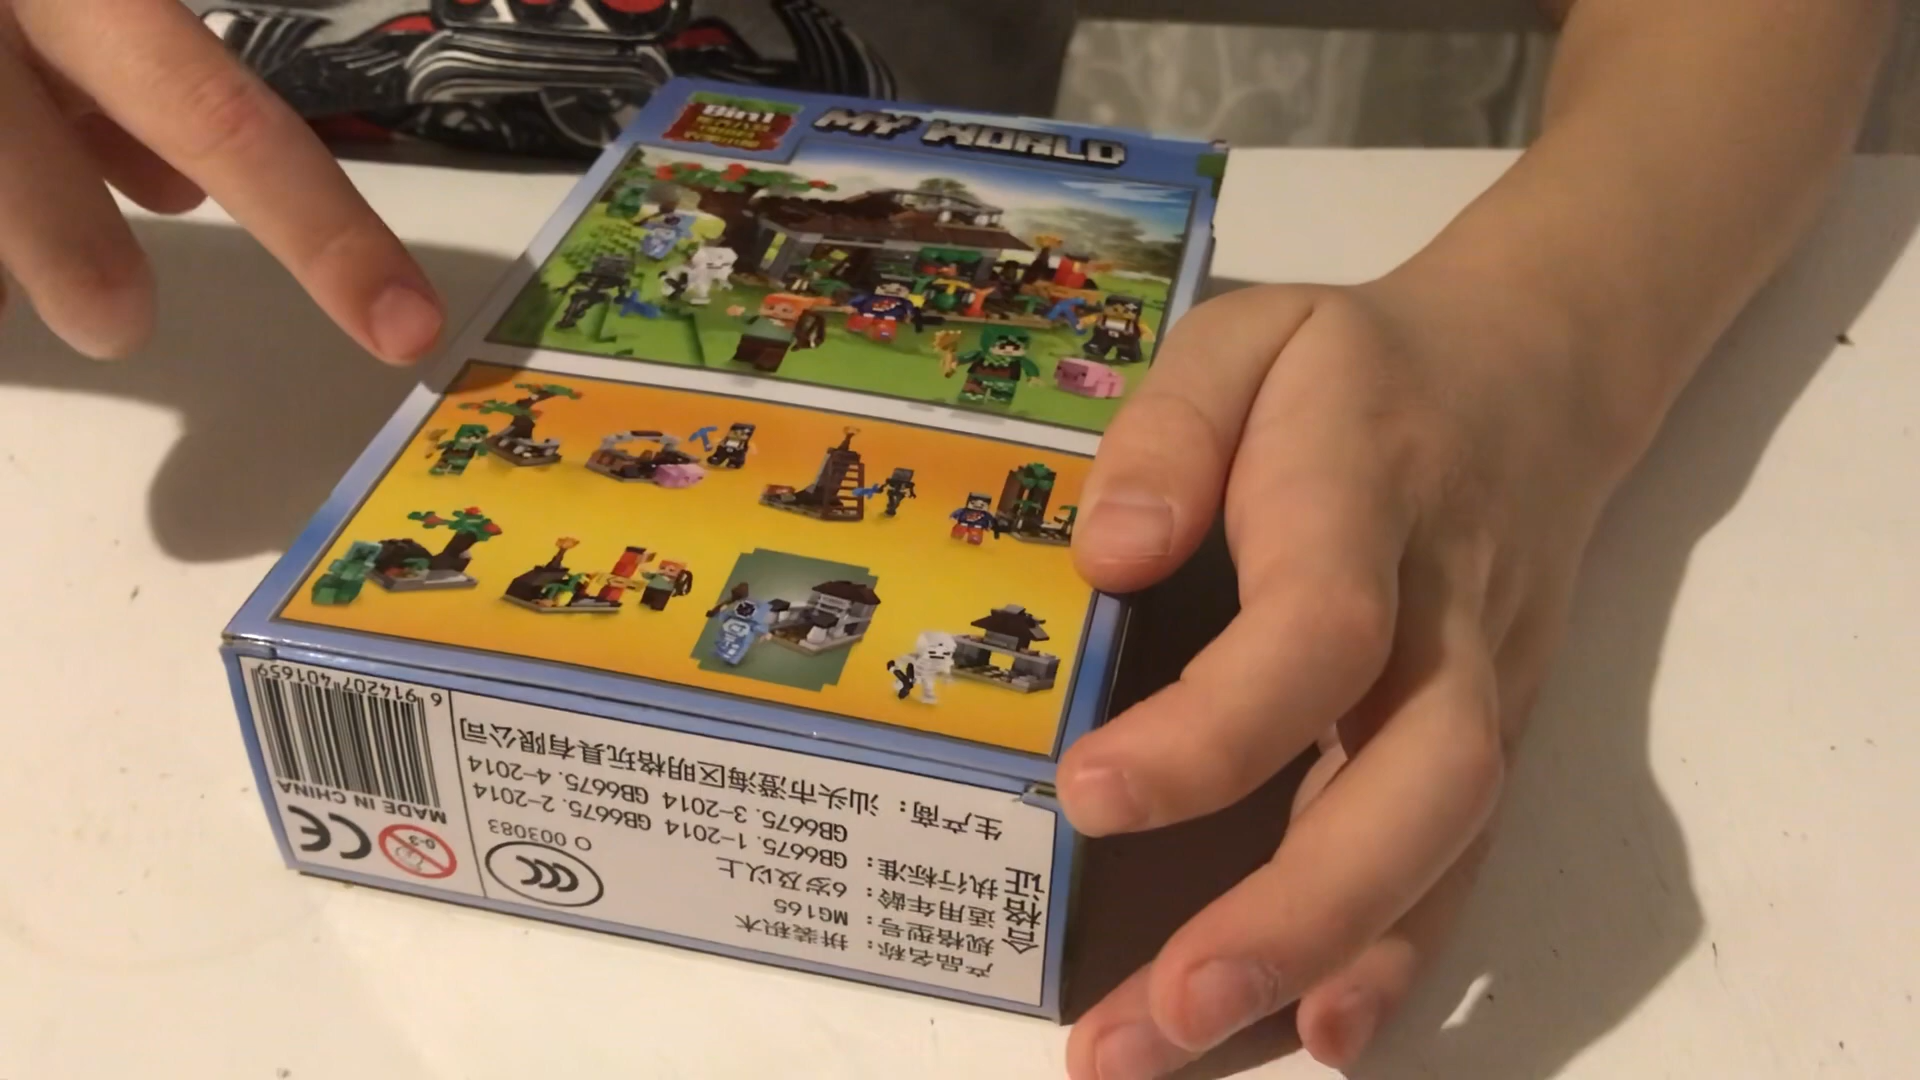 8in1
MY WORLD
合格证
产品名称： 拼装积木
规格型号： MG165
适用年龄： 6岁及以上
执行标准： GB6675.1-2014 GB6675.2-2014
GB6675.3-2014 GB6675.4-2014
生产商： 汕头市澄海区明格玩具有限公司
CCC
O 003083
0-3
CE
MADE IN CHINA
6 914207 401659